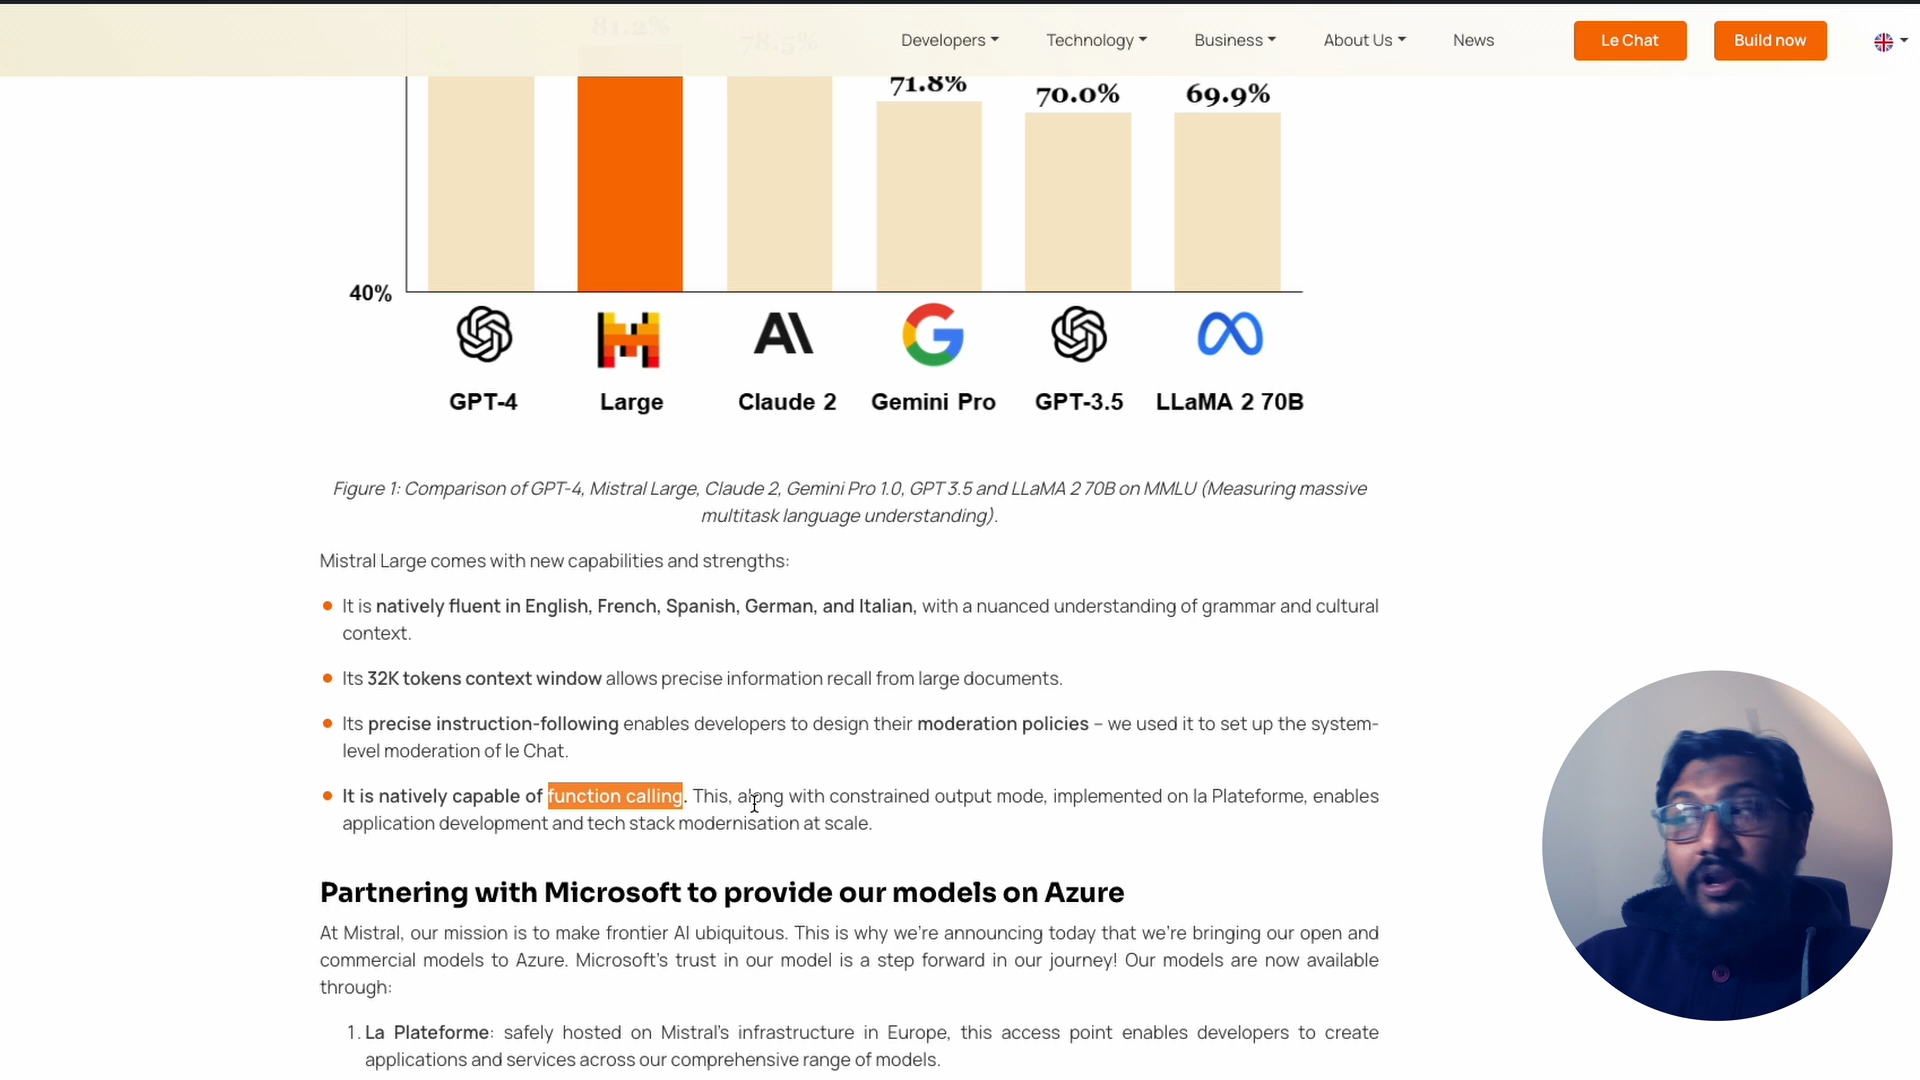 81.2%
78.5%
Developers
Technology
Business
About Us
News
Le Chat
Build now
71.8%
70.0%
69.9%
40%
GPT-4
Large
Claude 2
Gemini Pro
GPT-3.5
LLaMA 2 70B
Figure 1: Comparison of GPT-4, Mistral Large, Claude 2, Gemini Pro 1.0, GPT 3.5 and LLaMA 2 70B on MMLU (Measuring massive
multitask language understanding).
Mistral Large comes with new capabilities and strengths:
It is natively fluent in English, French, Spanish, German, and Italian, with a nuanced understanding of grammar and cultural
context.
Its 32K tokens context window allows precise information recall from large documents.
Its precise instruction-following enables developers to design their moderation policies – we used it to set up the system-
level moderation of le Chat.
It is natively capable of function calling. This, along with constrained output mode, implemented on la Plateforme, enables
application development and tech stack modernisation at scale.
Partnering with Microsoft to provide our models on Azure
At Mistral, our mission is to make frontier AI ubiquitous. This is why we're announcing today that we're bringing our open and
commercial models to Azure. Microsoft's trust in our model is a step forward in our journey! Our models are now available
through:
1. La Plateforme: safely hosted on Mistral's infrastructure in Europe, this access point enables developers to create
applications and services across our comprehensive range of models.